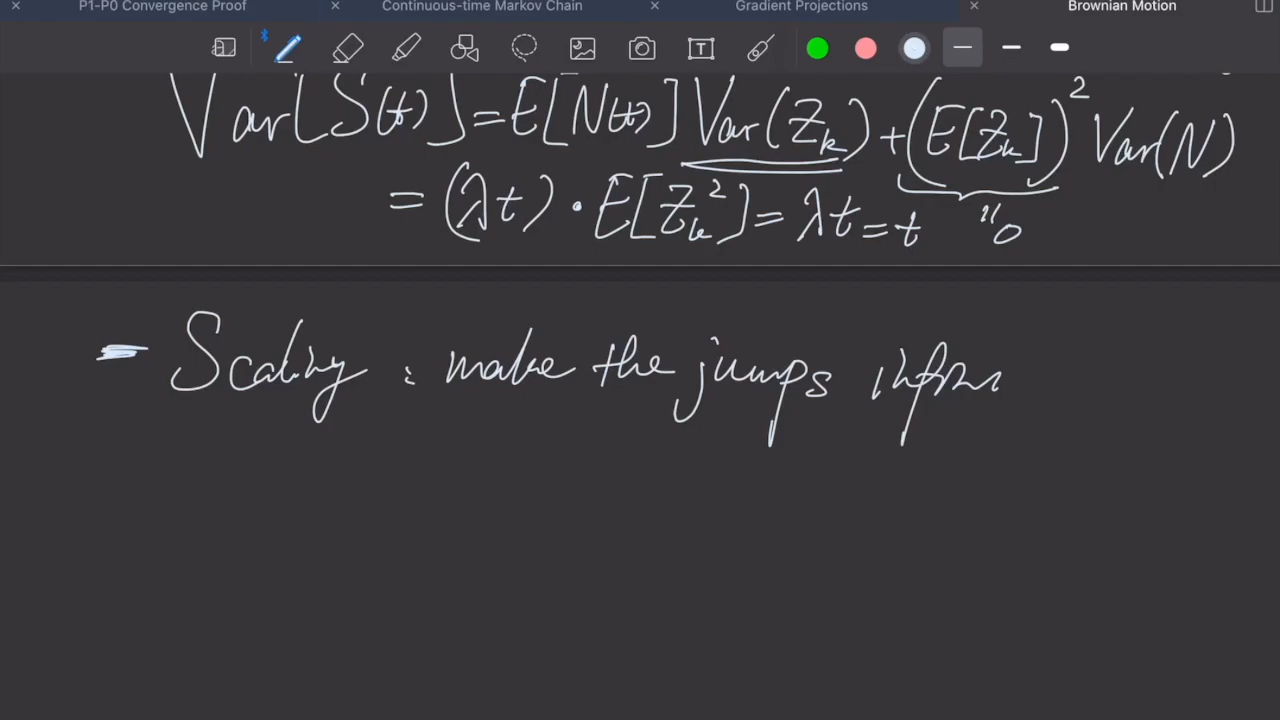 P1-P0 Convergence Proof Continuous-time Markov Chain Gradient Projections Brownian Motion
Var[S(t)] = E[N(t)] Var(Z_k) + (E[Z_k])^2 Var(N)
= (λt) · E[Z_k^2] = λt = t "0
- Scaling : make the jumps